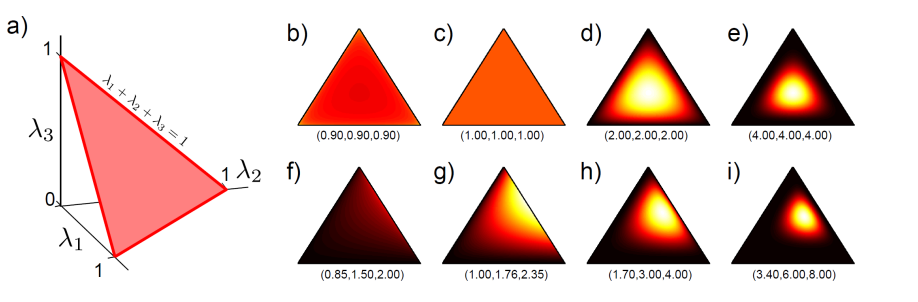 a)
1
λ₁ + λ₂ + λ₃ = 1
λ₃
1 λ₂
0
λ₁
1
b) c) d) e)
(0.90,0.90,0.90) (1.00,1.00,1.00) (2.00,2.00,2.00) (4.00,4.00,4.00)
f) g) h) i)
(0.85,1.50,2.00) (1.00,1.76,2.35) (1.70,3.00,4.00) (3.40,6.00,8.00)